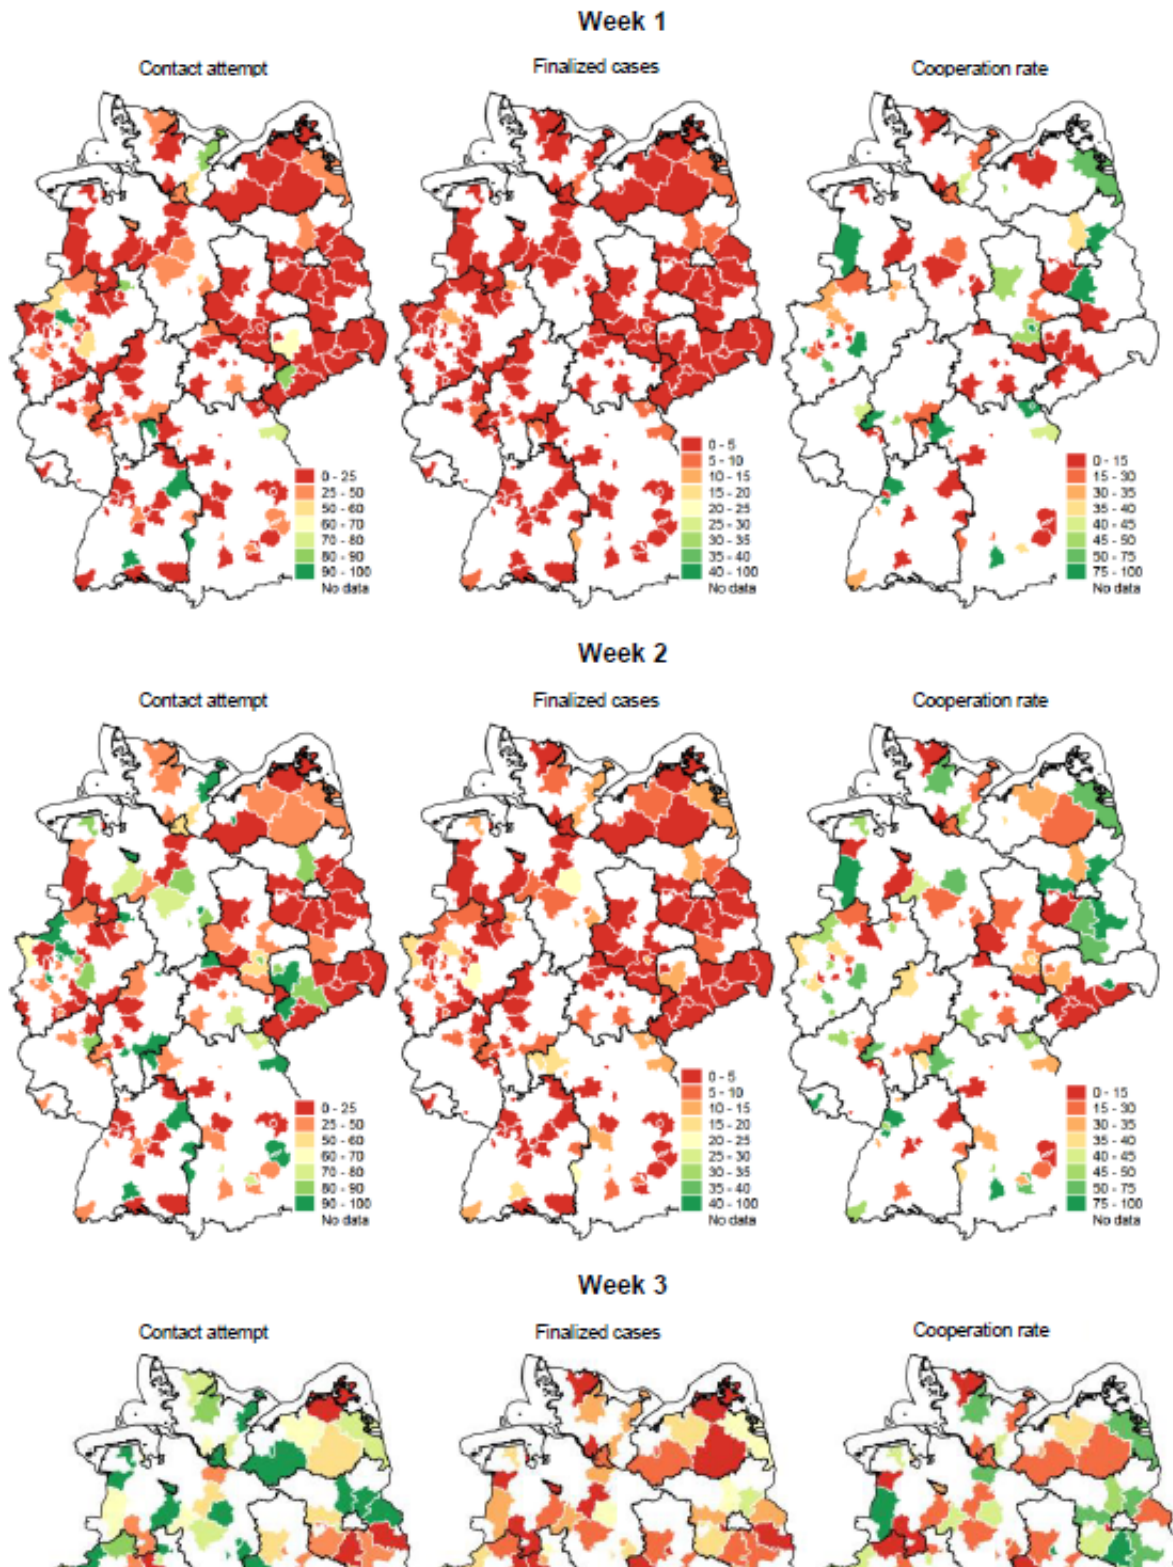 Week 1
Contact attempt
Finalized cases
Cooperation rate
0 - 25
25 - 50
50 - 60
60 - 70
70 - 80
80 - 90
90 - 100
No data
0 - 5
5 - 10
10 - 15
15 - 20
20 - 25
25 - 30
30 - 35
35 - 40
40 - 100
No data
0 - 15
15 - 30
30 - 35
35 - 40
40 - 45
45 - 50
50 - 75
75 - 100
No data
Week 2
Contact attempt
Finalized cases
Cooperation rate
0 - 25
25 - 50
50 - 60
60 - 70
70 - 80
80 - 90
90 - 100
No data
0 - 5
5 - 10
10 - 15
15 - 20
20 - 25
25 - 30
30 - 35
35 - 40
40 - 100
No data
0 - 15
15 - 30
30 - 35
35 - 40
40 - 45
45 - 50
50 - 75
75 - 100
No data
Week 3
Contact attempt
Finalized cases
Cooperation rate